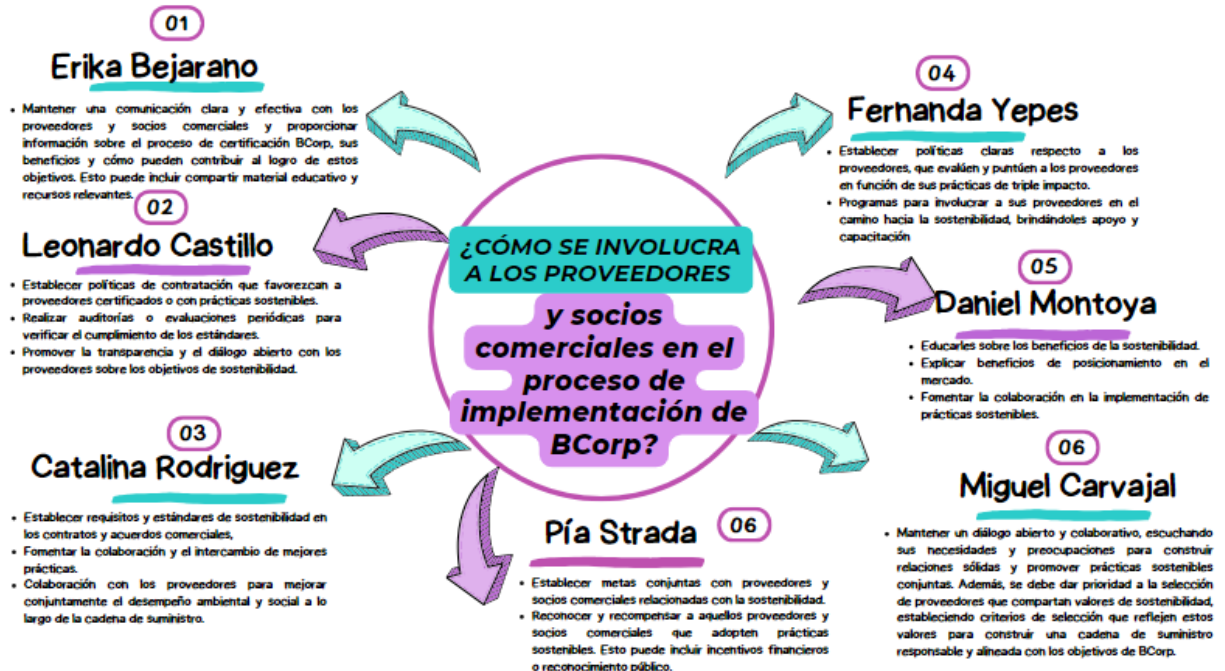 01
Erika Bejarano
• Mantener una comunicación clara y efectiva con los
proveedores y socios comerciales y proporcionar
información sobre el proceso de certificación BCorp, sus
beneficios y cómo pueden contribuir al logro de estos
objetivos. Esto puede incluir compartir material educativo y
recursos relevantes.
02
Leonardo Castillo
• Establecer políticas de contratación que favorezcan a
proveedores certificados o con prácticas sostenibles.
• Realizar auditorías o evaluaciones periódicas para
verificar el cumplimiento de los estándares.
• Promover la transparencia y el diálogo abierto con los
proveedores sobre los objetivos de sostenibilidad.
03
Catalina Rodriguez
• Establecer requisitos y estándares de sostenibilidad en
los contratos y acuerdos comerciales,
• Fomentar la colaboración y el intercambio de mejores
prácticas.
• Colaboración con los proveedores para mejorar
conjuntamente el desempeño ambiental y social a lo
largo de la cadena de suministro.
¿CÓMO SE INVOLUCRA
A LOS PROVEEDORES
y socios
comerciales en el
proceso de
implementación de
BCorp?
Pía Strada
06
• Establecer metas conjuntas con proveedores y
socios comerciales relacionadas con la sostenibilidad.
• Reconocer y recompensar a aquellos proveedores y
socios comerciales que adopten prácticas
sostenibles. Esto puede incluir incentivos financieros
o reconocimiento público.
04
Fernanda Yepes
• Establecer políticas claras respecto a los
proveedores, que evalúen y puntúen a los proveedores
en función de sus prácticas de triple impacto.
• Programas para involucrar a sus proveedores en el
camino hacia la sostenibilidad, brindándoles apoyo y
capacitación
05
Daniel Montoya
• Educarles sobre los beneficios de la sostenibilidad.
• Explicar beneficios de posicionamiento en el
mercado.
• Fomentar la colaboración en la implementación de
prácticas sostenibles.
06
Miguel Carvajal
• Mantener un diálogo abierto y colaborativo, escuchando
sus necesidades y preocupaciones para construir
relaciones sólidas y promover prácticas sostenibles
conjuntas. Además, se debe dar prioridad a la selección
de proveedores que compartan valores de sostenibilidad,
estableciendo criterios de selección que reflejen estos
valores para construir una cadena de suministro
responsable y alineada con los objetivos de BCorp.